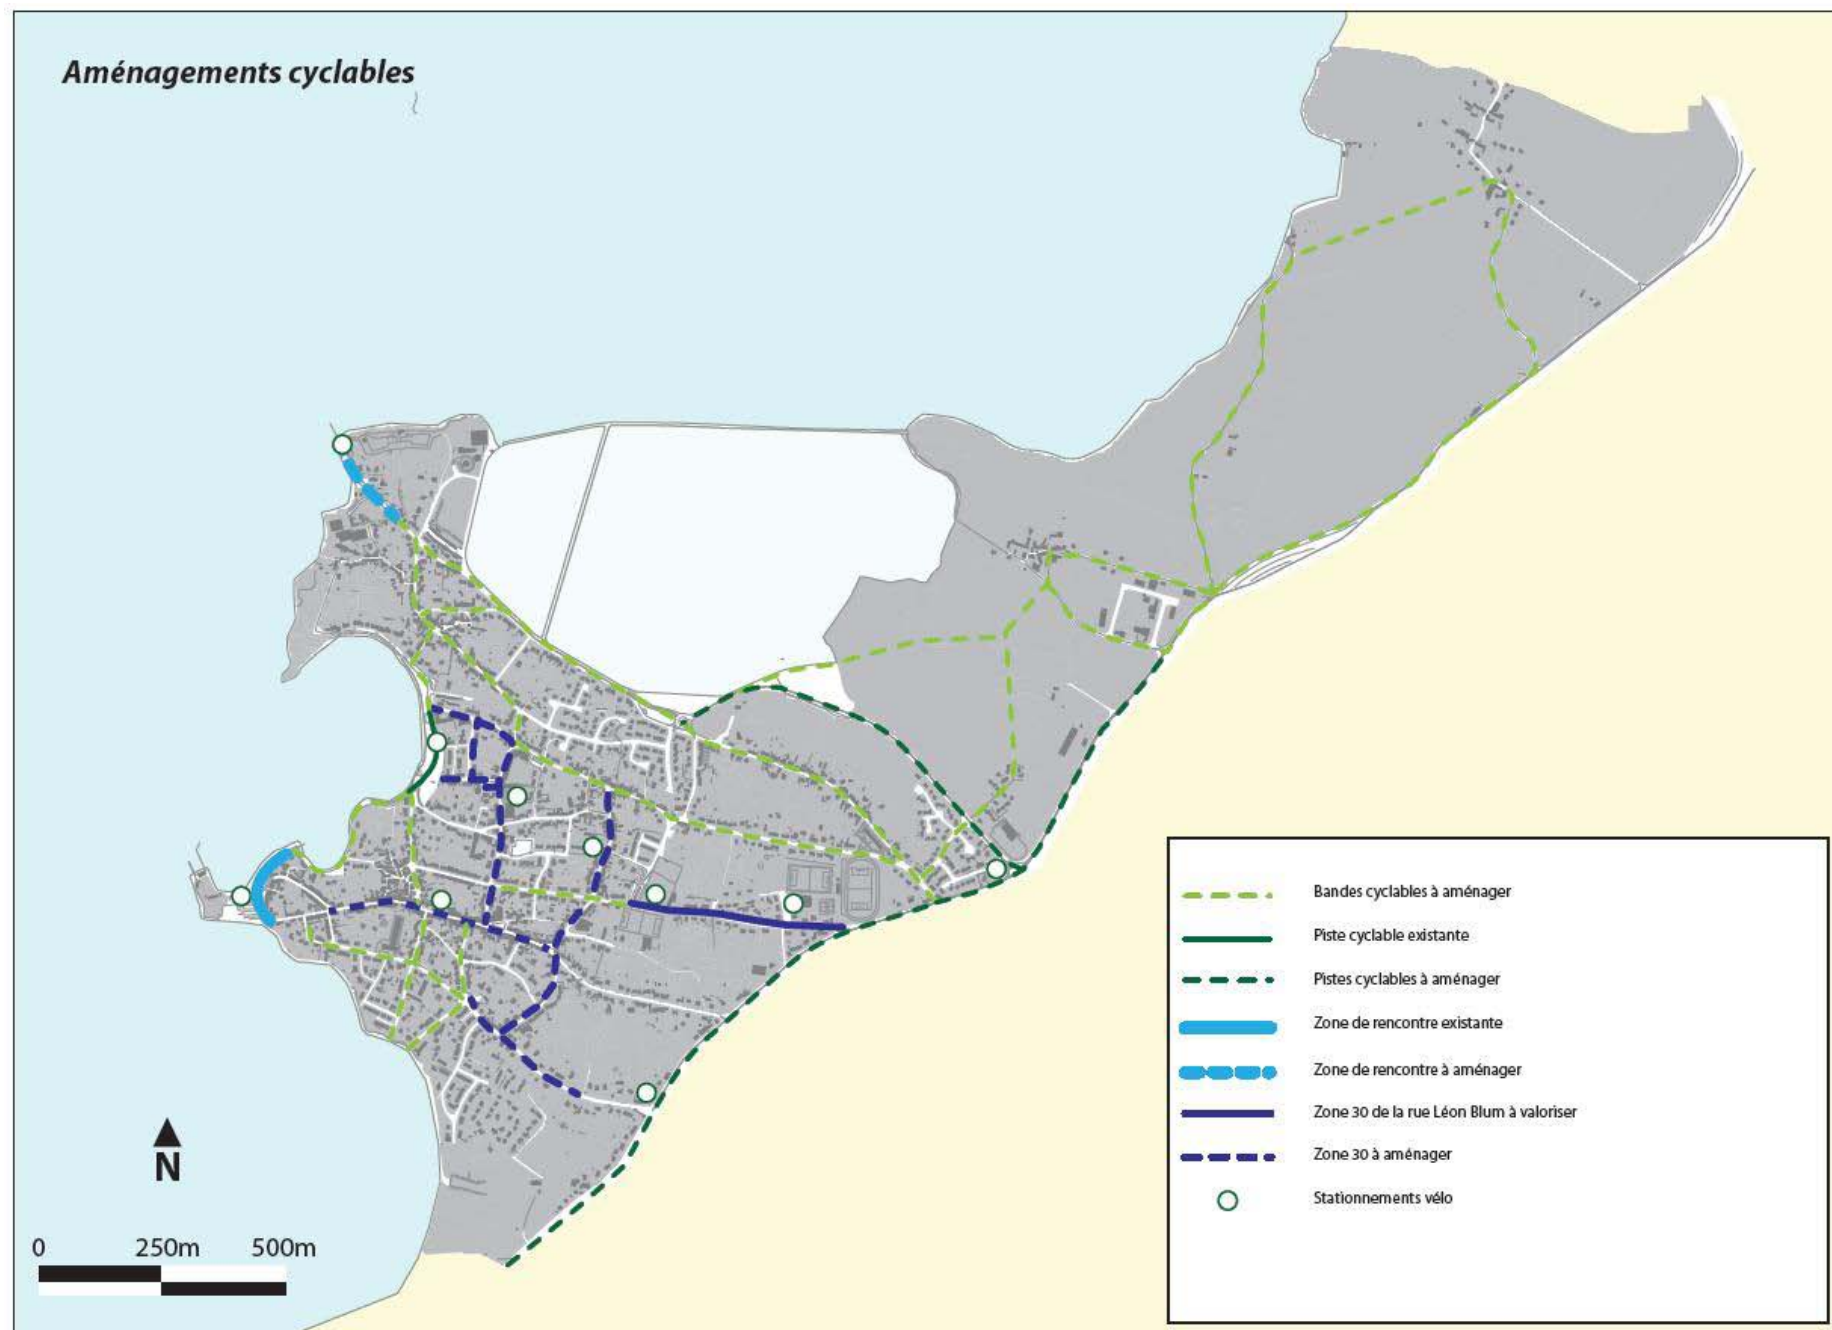 Aménagements cyclables
Bandes cyclables à aménager
Piste cyclable existante
Pistes cyclables à aménager
Zone de rencontre existante
Zone de rencontre à aménager
Zone 30 de la rue Léon Blum à valoriser
Zone 30 à aménager
Stationnements vélo
N
0 250m 500m